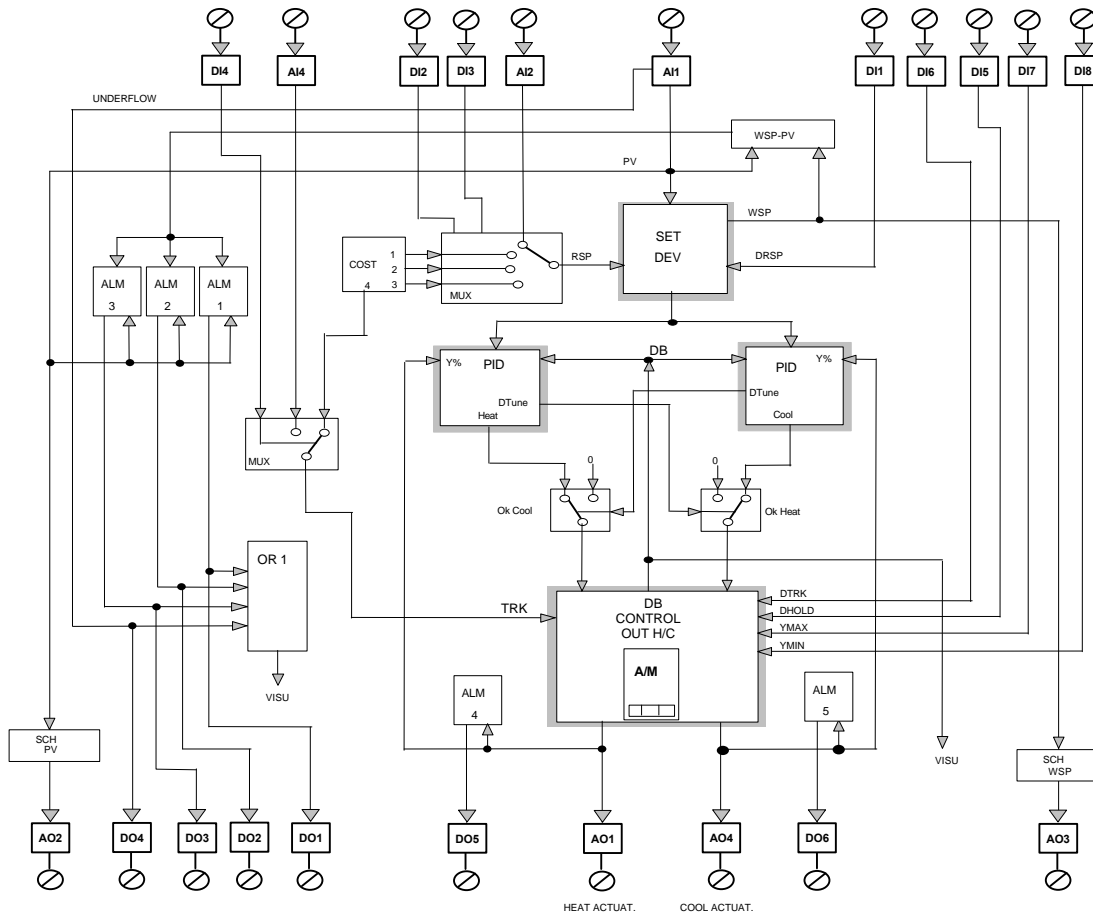 DI4
AI4
DI2
DI3
AI2
AI1
DI1
DI6
DI5
DI7
DI8
UNDERFLOW
WSP-PV
PV
WSP
SET
DEV
DRSP
RSP
COST
1
2
3
4
MUX
ALM
3
ALM
2
ALM
1
DB
Y%
PID
DTune
Heat
Y%
PID
DTune
Cool
MUX
0
0
Ok Cool
Ok Heat
OR 1
VISU
TRK
DB
CONTROL
OUT H/C
A/M
DTRK
DHOLD
YMAX
YMIN
ALM
4
ALM
5
SCH
PV
VISU
SCH
WSP
AO2
DO4
DO3
DO2
DO1
DO5
AO1
AO4
DO6
AO3
HEAT ACTUAT.
COOL ACTUAT.